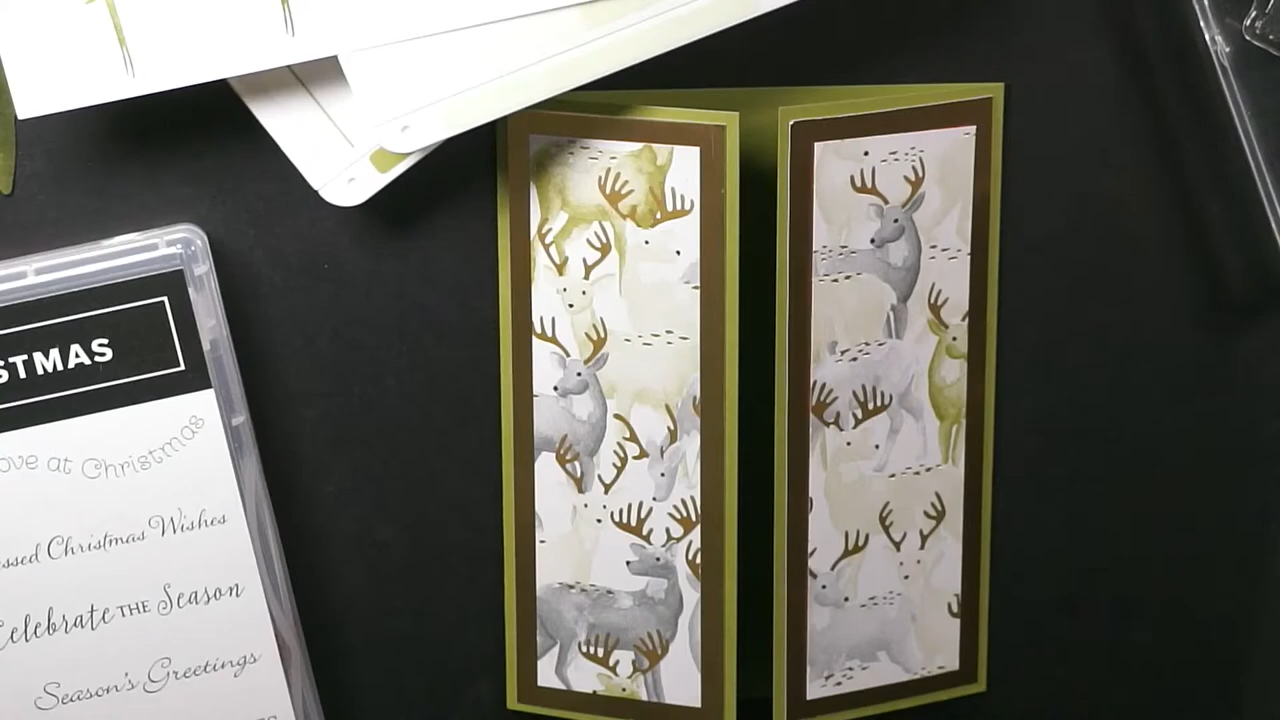 STMAS
ove at Christmas
ssed Christmas Wishes
Celebrate THE Season
Season's Greetings